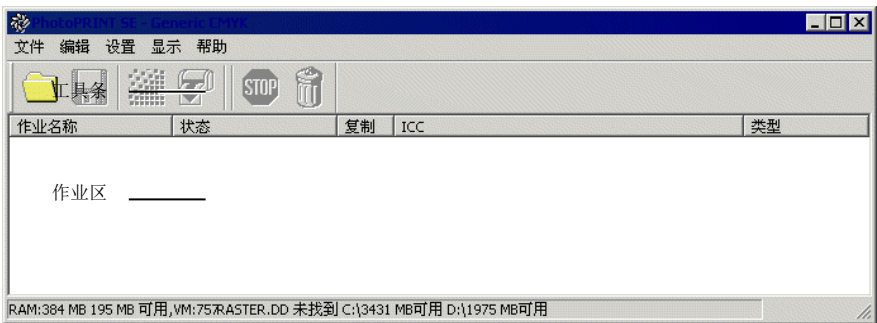 PhotoPRINT SE - Generic CMYK
文件 编辑 设置 显示 帮助
工具条 STOP
作业名称 状态 复制 ICC 类型
作业区
RAM:384 MB 195 MB 可用,VM:757RASTER.DD 未找到 C:\3431 MB可用 D:\1975 MB可用